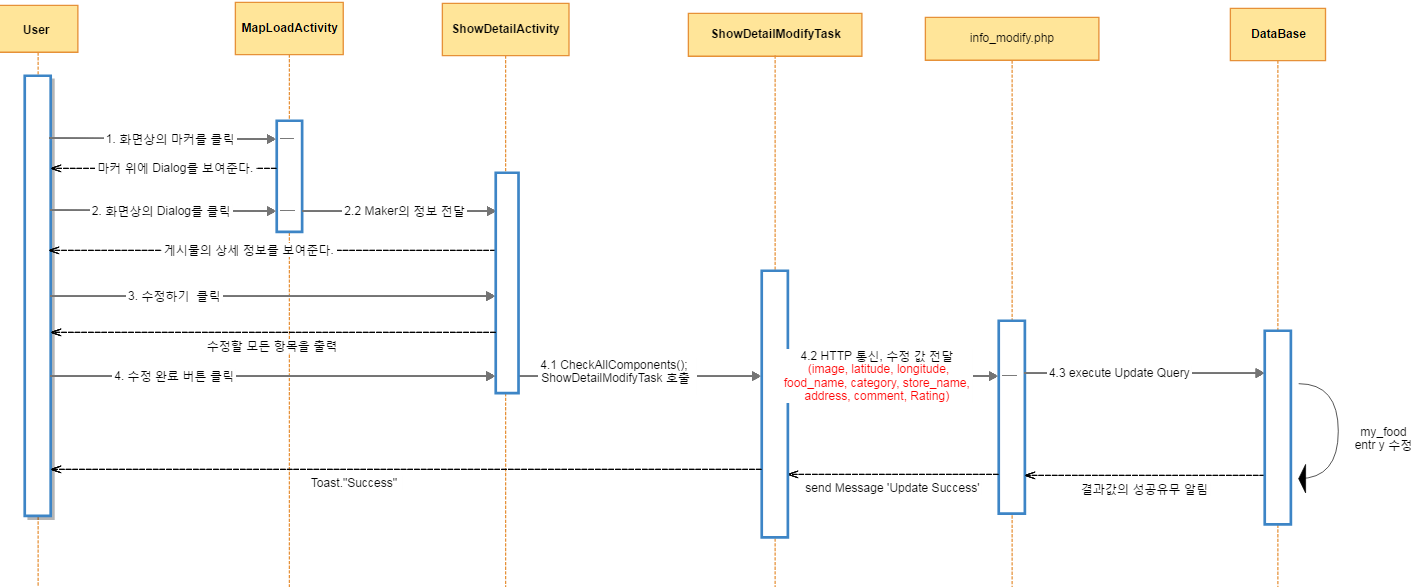 User
MapLoadActivity
ShowDetailActivity
ShowDetailModifyTask
info_modify.php
DataBase
1. 화면상의 마커를 클릭
마커 위에 Dialog를 보여준다.
2. 화면상의 Dialog를 클릭
2.2 Maker의 정보 전달
게시물의 상세 정보를 보여준다.
3. 수정하기 클릭
수정할 모든 항목을 출력
4. 수정 완료 버튼 클릭
4.1 CheckAllComponents();
ShowDetailModifyTask 호출
4.2 HTTP 통신, 수정 값 전달
(image, latitude, longitude,
food_name, category, store_name,
address, comment, Rating)
4.3 execute Update Query
my_food
entr y 수정
Toast."Success"
send Message 'Update Success'
결과값의 성공유무 알림